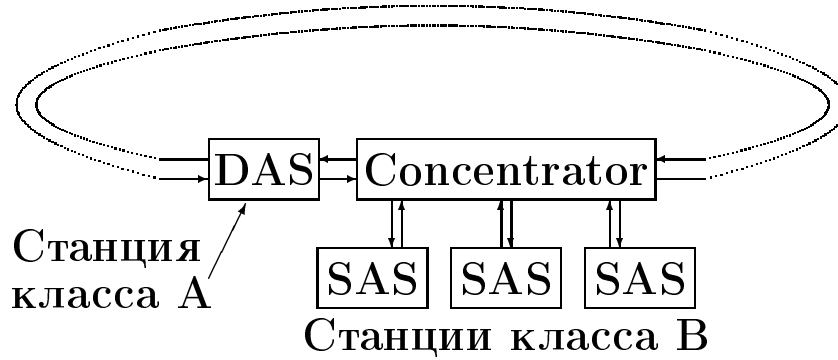 DAS Concentrator
Станция
класса А
SAS SAS SAS
Станции класса В